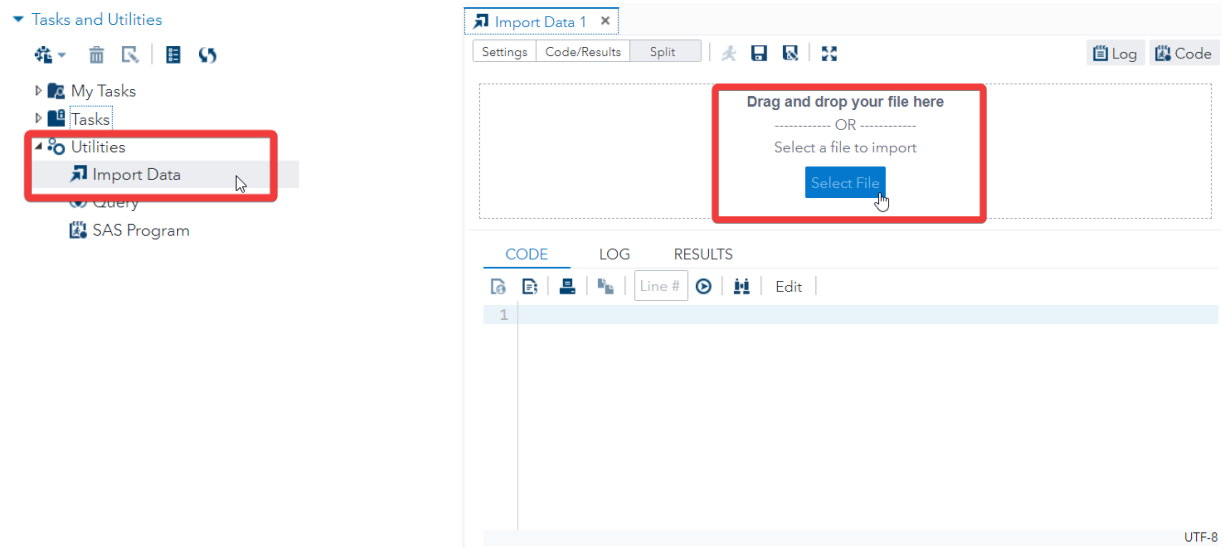 Tasks and Utilities
My Tasks
Tasks
Utilities
Import Data
Query
SAS Program
Import Data 1
Settings Code/Results Split Log Code
Drag and drop your file here
------------ OR ------------
Select a file to import
Select File
CODE LOG RESULTS
Line # Edit
1
UTF-8